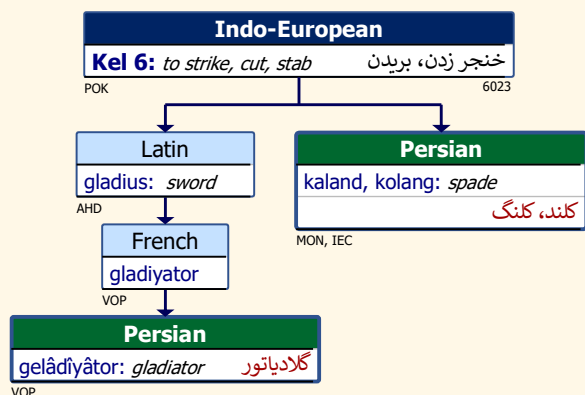 Indo-European
Kel 6: to strike, cut, stab خنجر زدن، بریدن
POK 6023
Latin
gladius: sword
AHD
Persian
kaland, kolang: spade
کلند، کلنگ
MON, IEC
French
gladiyator
VOP
Persian
gelâdîyâtor: gladiator گلادیاتور
VOP